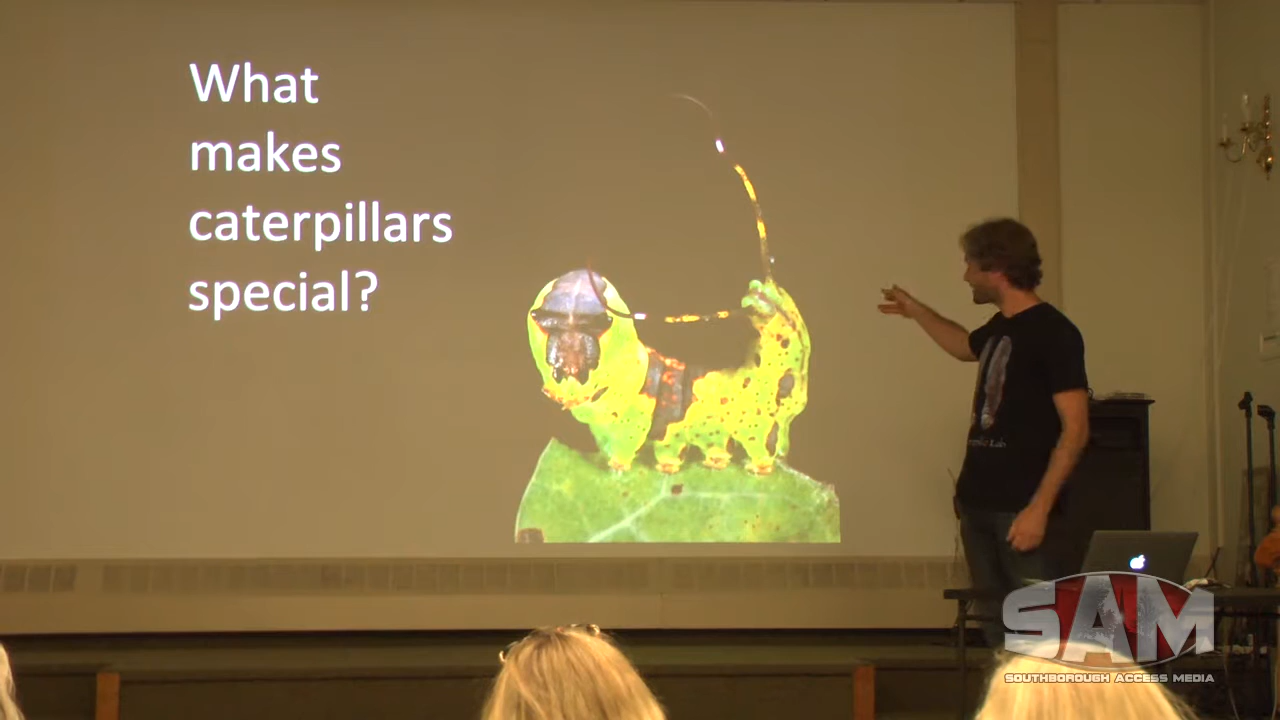 What
makes
caterpillars
special?
SAM
SOUTHBOROUGH ACCESS MEDIA